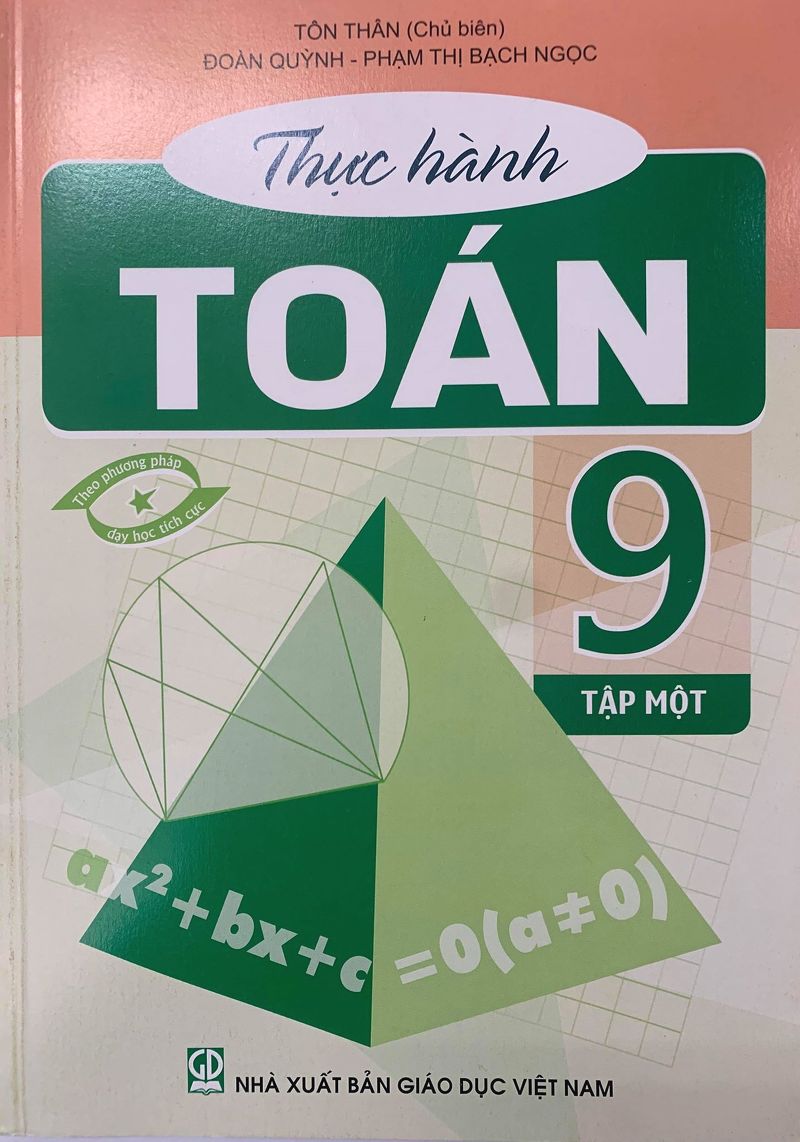 TÔN THÂN (Chủ biên)
ĐOÀN QUỲNH - PHẠM THỊ BẠCH NGỌC
Thực hành
TOÁN
9
TẬP MỘT
Theo phương pháp
dạy học tích cực
ax²+bx+c =0(a≠0)
GD
NHÀ XUẤT BẢN GIÁO DỤC VIỆT NAM